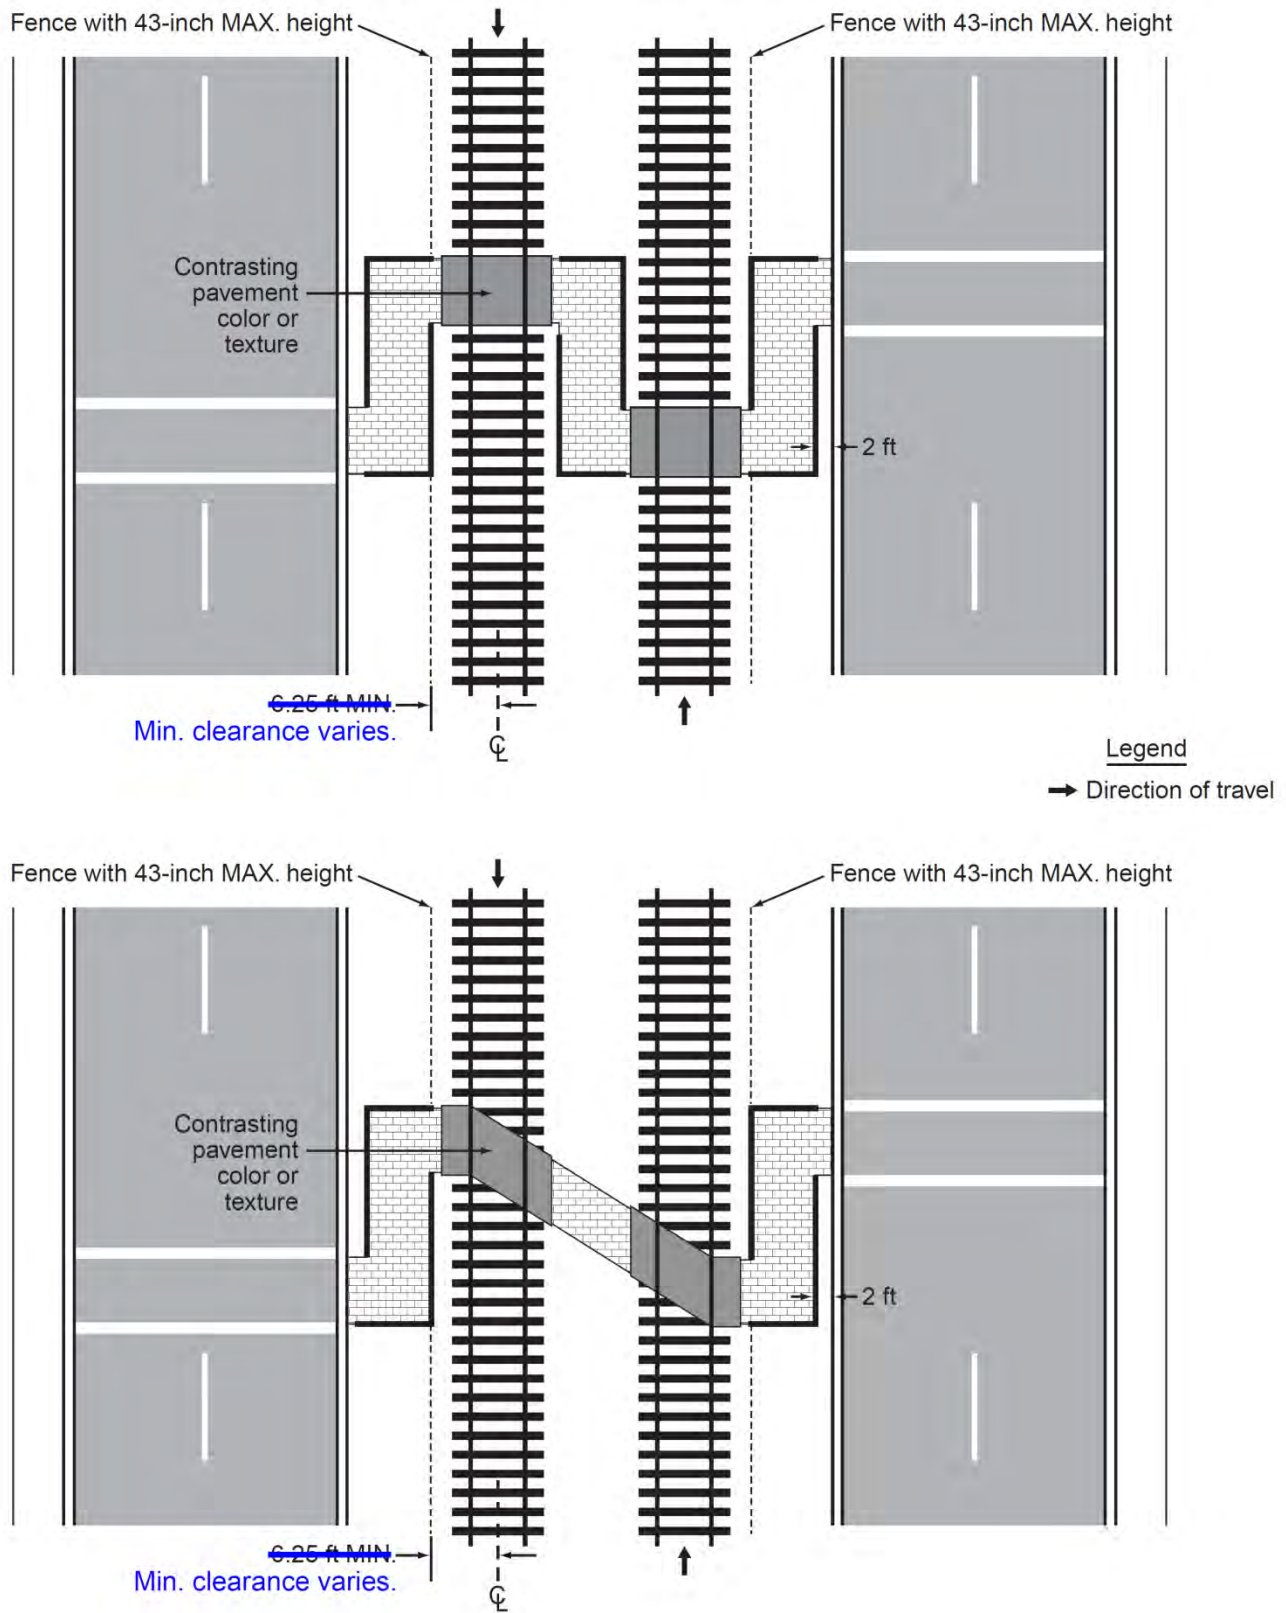 Fence with 43-inch MAX. height
Fence with 43-inch MAX. height
Contrasting
pavement
color or
texture
2 ft
6.25 ft MIN.
Min. clearance varies.
℄
Legend
Direction of travel
Fence with 43-inch MAX. height
Fence with 43-inch MAX. height
Contrasting
pavement
color or
texture
2 ft
6.25 ft MIN.
Min. clearance varies.
℄